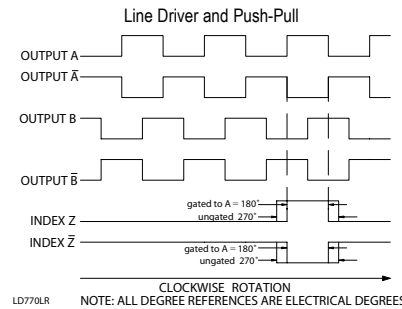 Line Driver and Push-Pull
OUTPUT A
OUTPUT A̅
OUTPUT B
OUTPUT B̅
gated to A = 180°
ungated 270°
INDEX Z
INDEX Z̅
gated to A = 180°
ungated 270°
CLOCKWISE ROTATION
LD770LR
NOTE: ALL DEGREE REFERENCES ARE ELECTRICAL DEGREES